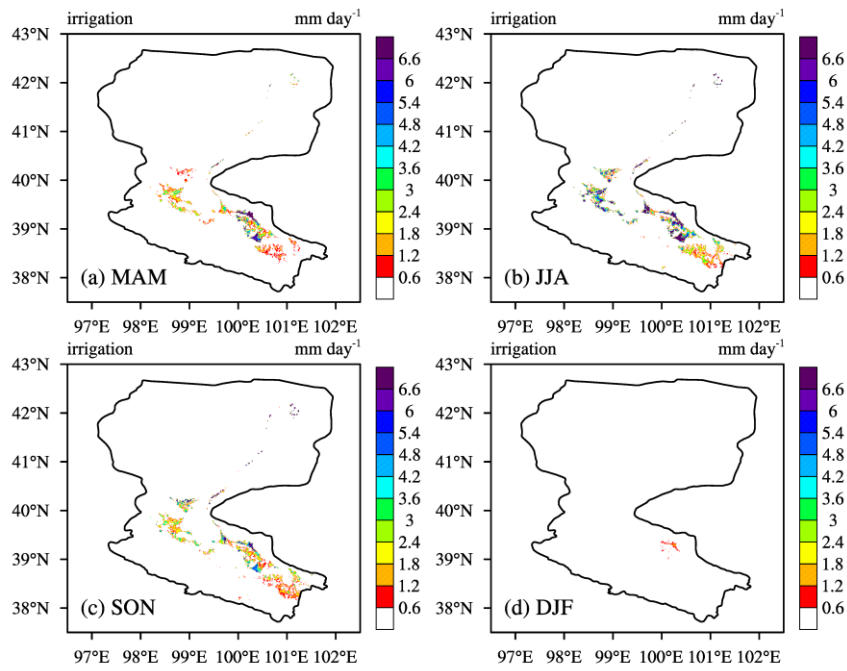 irrigation mm day⁻¹
43°N
42°N
41°N
40°N
39°N
38°N
97°E 98°E 99°E 100°E 101°E 102°E
(a) MAM
6.6
6
5.4
4.8
4.2
3.6
3
2.4
1.8
1.2
0.6
irrigation mm day⁻¹
43°N
42°N
41°N
40°N
39°N
38°N
97°E 98°E 99°E 100°E 101°E 102°E
(b) JJA
6.6
6
5.4
4.8
4.2
3.6
3
2.4
1.8
1.2
0.6
irrigation mm day⁻¹
43°N
42°N
41°N
40°N
39°N
38°N
97°E 98°E 99°E 100°E 101°E 102°E
(c) SON
6.6
6
5.4
4.8
4.2
3.6
3
2.4
1.8
1.2
0.6
irrigation mm day⁻¹
43°N
42°N
41°N
40°N
39°N
38°N
97°E 98°E 99°E 100°E 101°E 102°E
(d) DJF
6.6
6
5.4
4.8
4.2
3.6
3
2.4
1.8
1.2
0.6